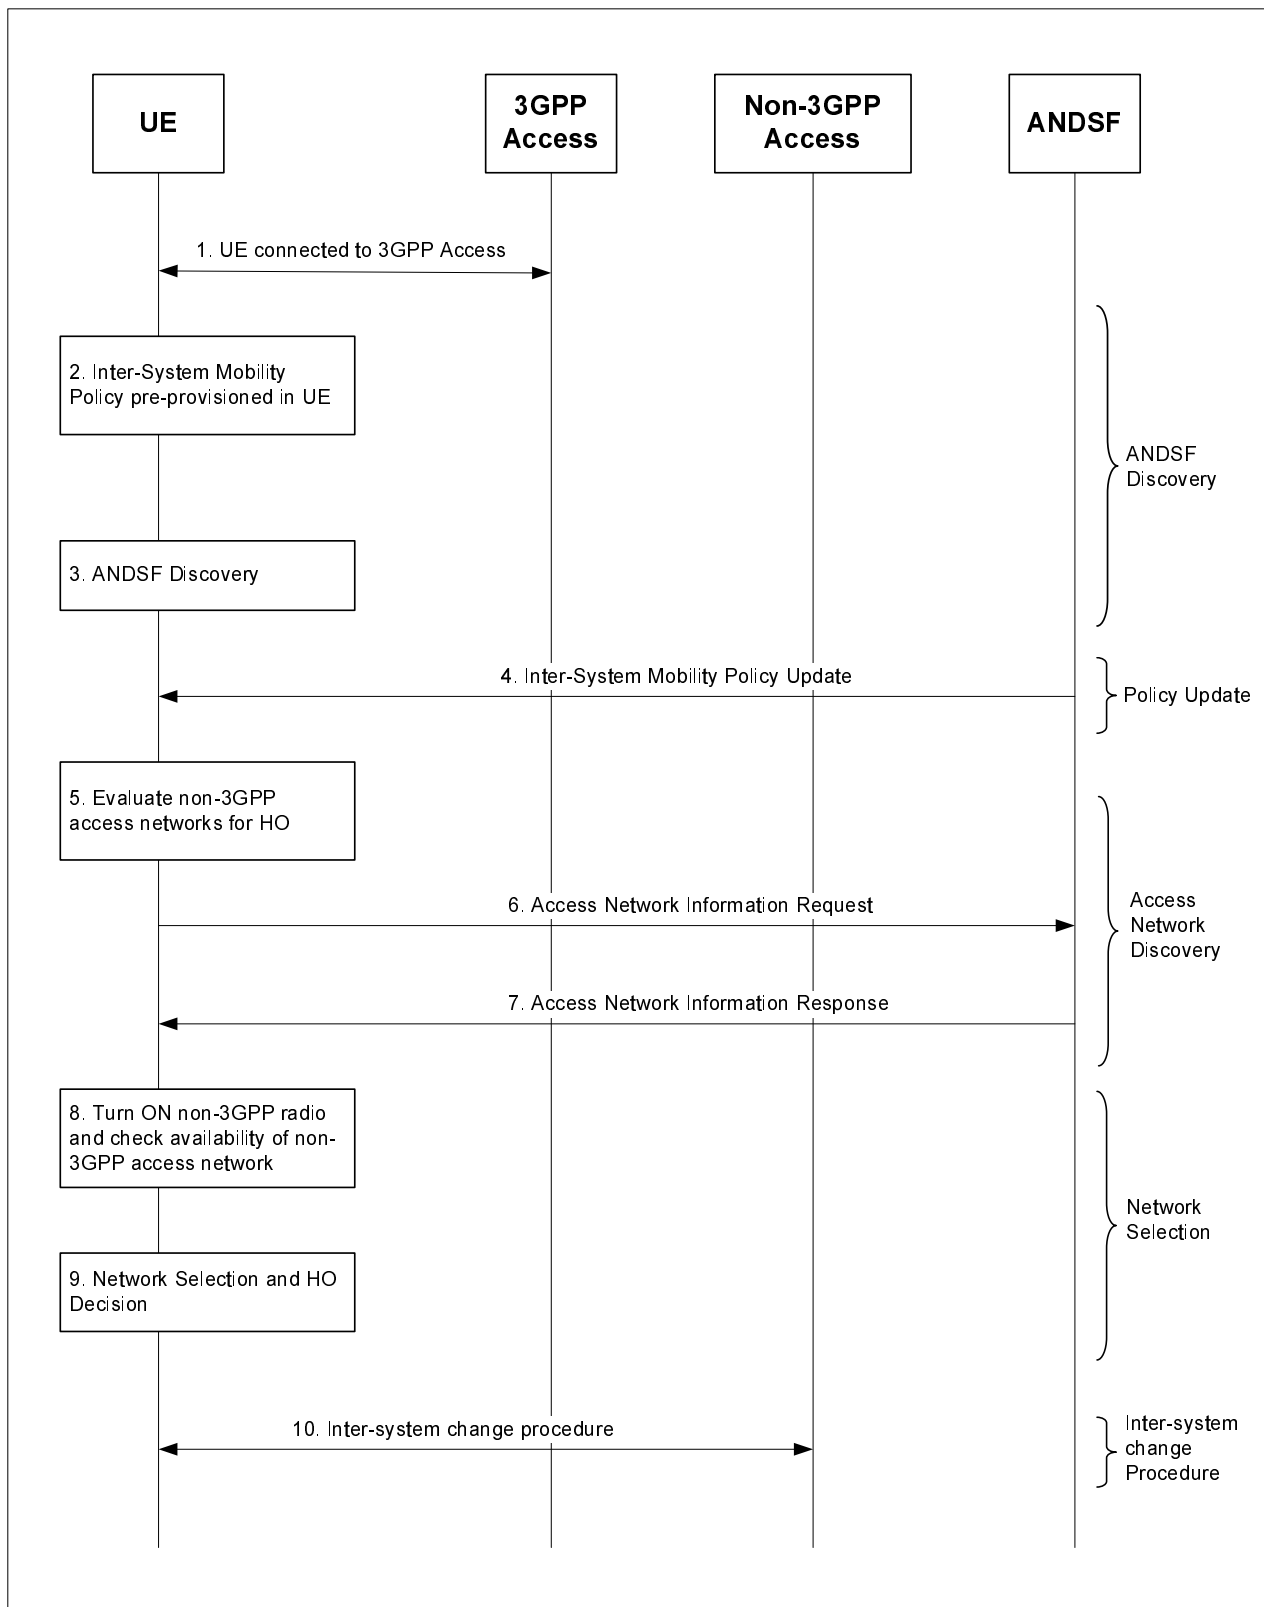 UE
3GPP
Access
Non-3GPP
Access
ANDSF
1. UE connected to 3GPP Access
2. Inter-System Mobility
Policy pre-provisioned in UE
ANDSF
Discovery
3. ANDSF Discovery
4. Inter-System Mobility Policy Update
Policy Update
5. Evaluate non-3GPP
access networks for HO
6. Access Network Information Request
Access
Network
Discovery
7. Access Network Information Response
8. Turn ON non-3GPP radio
and check availability of non-
3GPP access network
Network
Selection
9. Network Selection and HO
Decision
10. Inter-system change procedure
Inter-system
change
Procedure